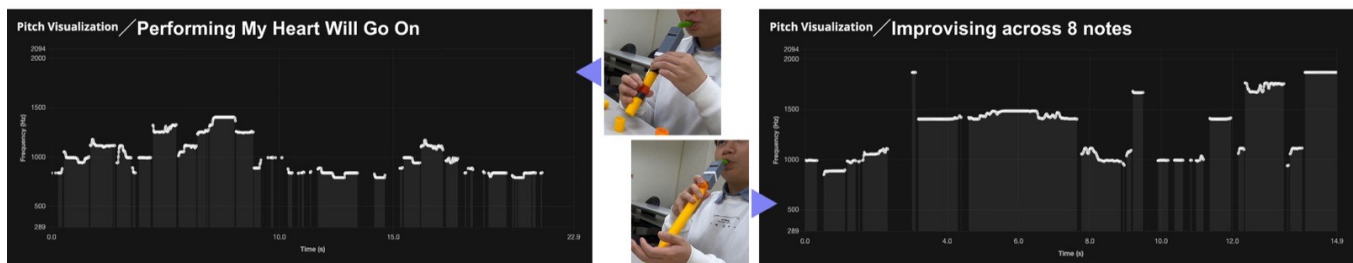 Pitch Visualization / Performing My Heart Will Go On
2094
2000
1500
1000
500
289
Frequency (Hz)
0.0 10.0 15.0 22.9
Time (s)
Pitch Visualization / Improvising across 8 notes
2094
2000
1500
1000
500
289
Frequency (Hz)
0.0 4.0 6.0 8.0 10.0 12.0 14.9
Time (s)